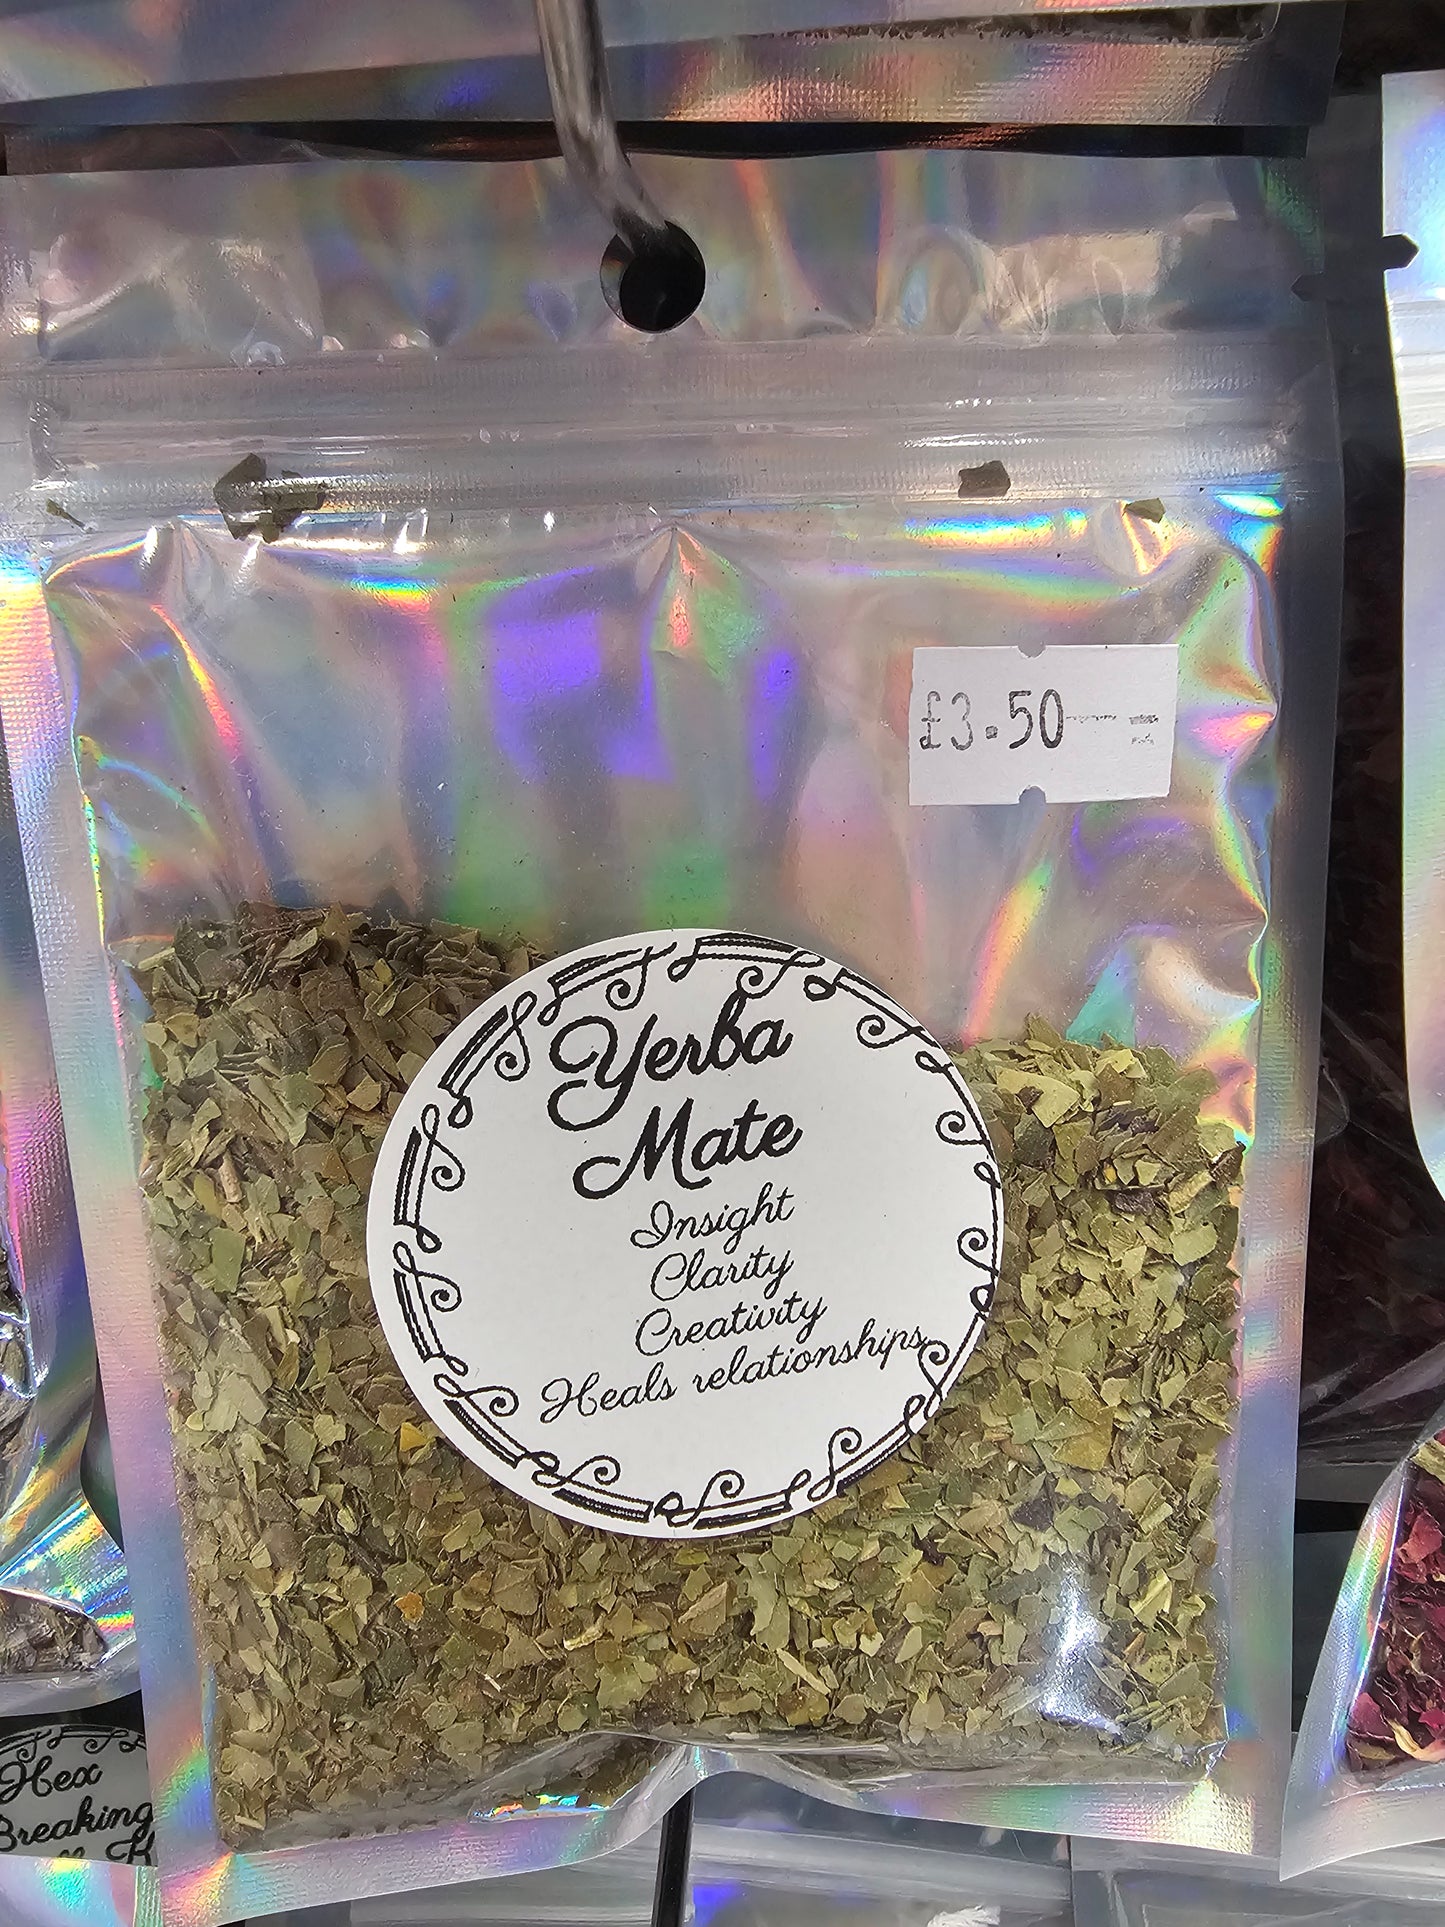 £3.50
Yerba
Mate
Insight
Clarity
Creativity
Heals relationships
Hex
Breaking